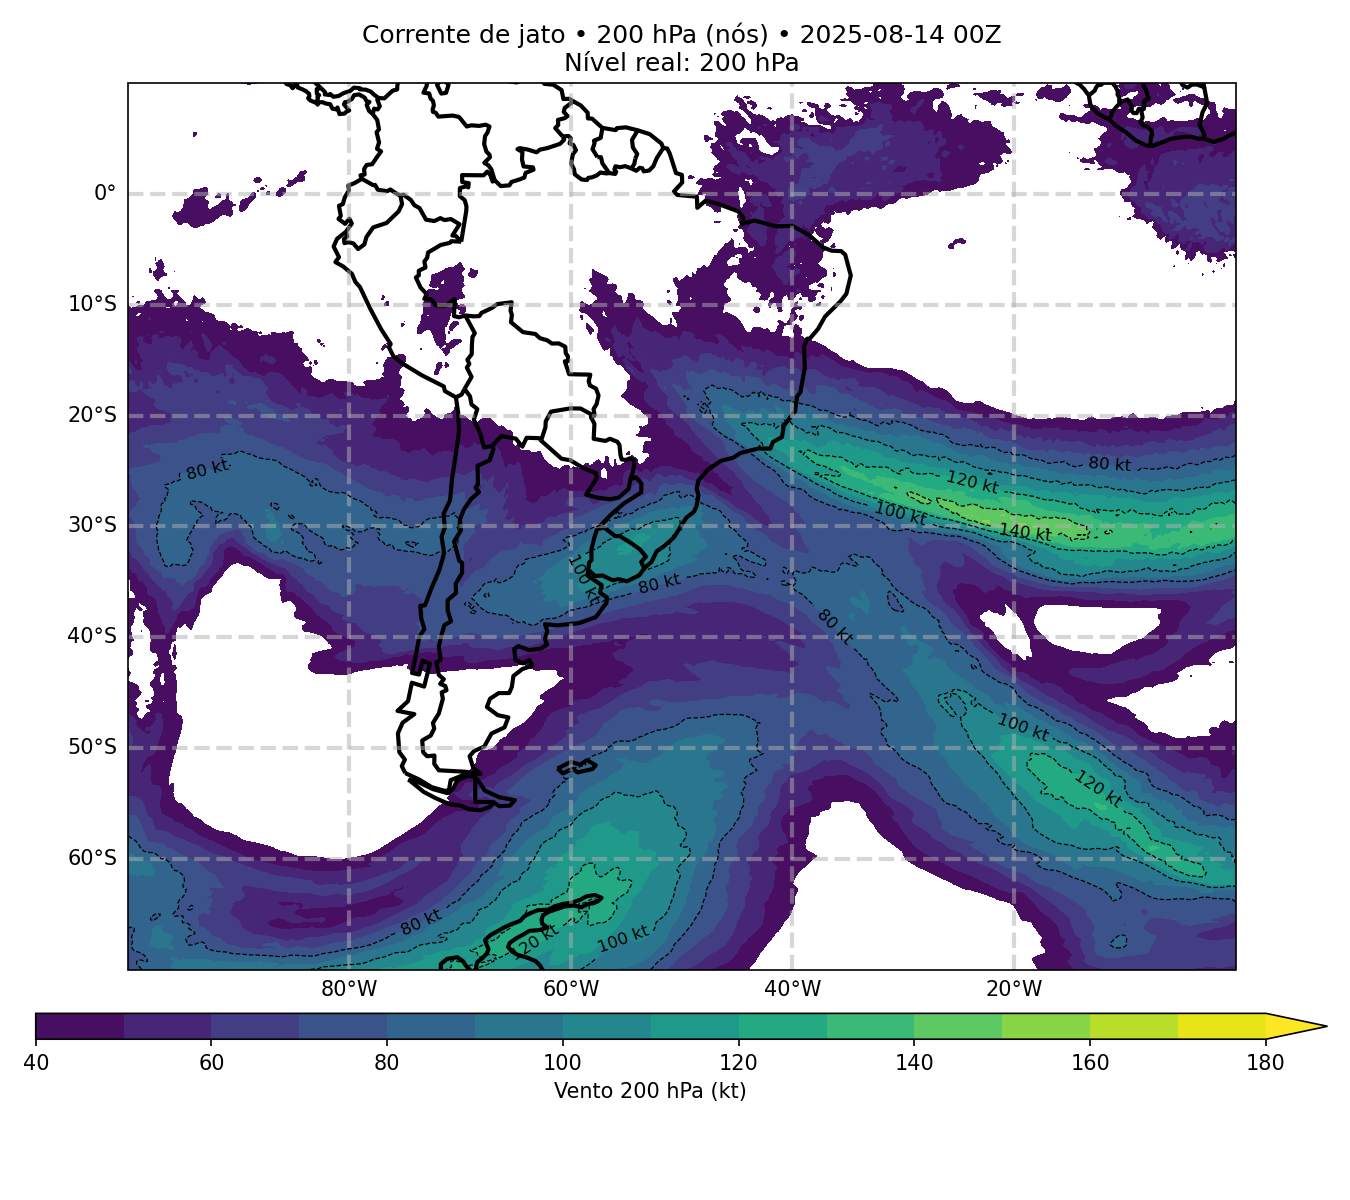 Corrente de jato • 200 hPa (nós) • 2025-08-14 00Z
Nível real: 200 hPa
0°
10°S
20°S
30°S
40°S
50°S
60°S
80 kt
80 kt
120 kt
100 kt
140 kt
100 kt
80 kt
80 kt
100 kt
120 kt
80 kt
20 kt
100 kt
80°W
60°W
40°W
20°W
40
60
80
100
120
140
160
180
Vento 200 hPa (kt)